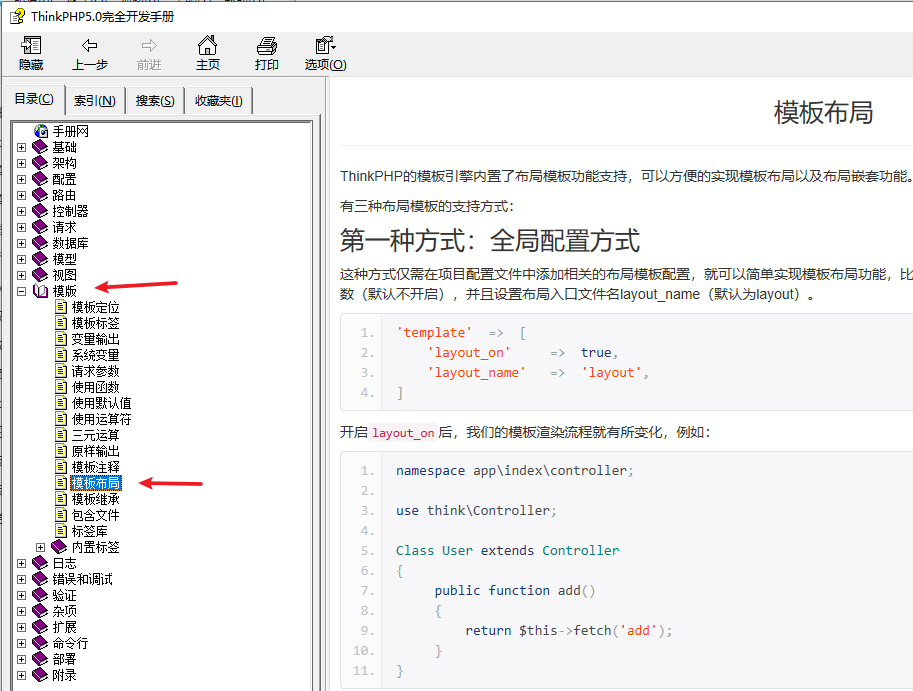 ThinkPHP5.0完全开发手册
隐藏 上一步 前进 主页 打印 选项(O)
目录(C) 索引(N) 搜索(S) 收藏夹(I)
手册网
基础
架构
配置
路由
控制器
请求
数据库
模型
视图
模版
模板定位
模板标签
变量输出
系统变量
请求参数
使用函数
使用默认值
使用运算符
三元运算
原样输出
模板注释
模板布局
模板继承
包含文件
标签库
内置标签
日志
错误和调试
验证
杂项
扩展
命令行
部署
附录
模板布局
ThinkPHP的模板引擎内置了布局模板功能支持，可以方便的实现模板布局以及布局嵌套功能。
有三种布局模板的支持方式：
第一种方式：全局配置方式
这种方式仅需在项目配置文件中添加相关的布局模板配置，就可以简单实现模板布局功能，比
数（默认不开启），并且设置布局入口文件名layout_name（默认为layout）。
1. 'template' => [
2. 'layout_on' => true,
3. 'layout_name' => 'layout',
4. ]
开启 layout_on 后，我们的模板渲染流程就有所变化，例如：
1. namespace app\index\controller;
2.
3. use think\Controller;
4.
5. Class User extends Controller
6. {
7. public function add()
8. {
9. return $this->fetch('add');
10. }
11. }